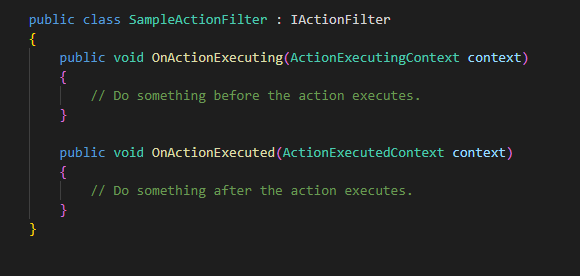 public class SampleActionFilter : IActionFilter
{
    public void OnActionExecuting(ActionExecutingContext context)
    {
        // Do something before the action executes.
    }

    public void OnActionExecuted(ActionExecutedContext context)
    {
        // Do something after the action executes.
    }
}